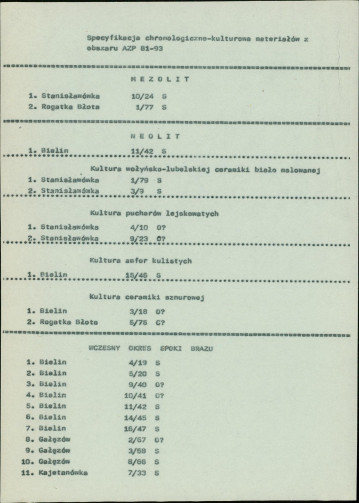 Specyfikacja chronologiczno-kulturowa materiałów z
obszaru AZP 81-93
M E Z O L I T
1. Stanisławówka 10/24 S
2. Rogatka Błota 1/77 S
N E O L I T
1. Bielin 11/42 S
Kultura wołyńsko-lubelskiej ceramiki biało malowanej
1. Stanisławówka 1/79 S
2. Stanisławówka 3/9 S
Kultura pucharów lejkowatych
1. Stanisławówka 4/10 O?
2. Stanisławówka 9/23 O?
Kultura amfor kulistych
1. Bielin 15/46 S
Kultura ceramiki sznurowej
1. Bielin 3/18 O?
2. Rogatka Błota 8/76 O?
WCZESNY OKRES EPOKI BRĄZU
1. Bielin 4/19 S
2. Bielin 5/20 S
3. Bielin 9/40 O?
4. Bielin 10/41 O?
5. Bielin 11/42 S
6. Bielin 14/45 S
7. Bielin 16/47 S
8. Gałęzów 2/57 O?
9. Gałęzów 3/58 S
10. Gałęzów 8/66 S
11. Kajetanówka 7/33 S